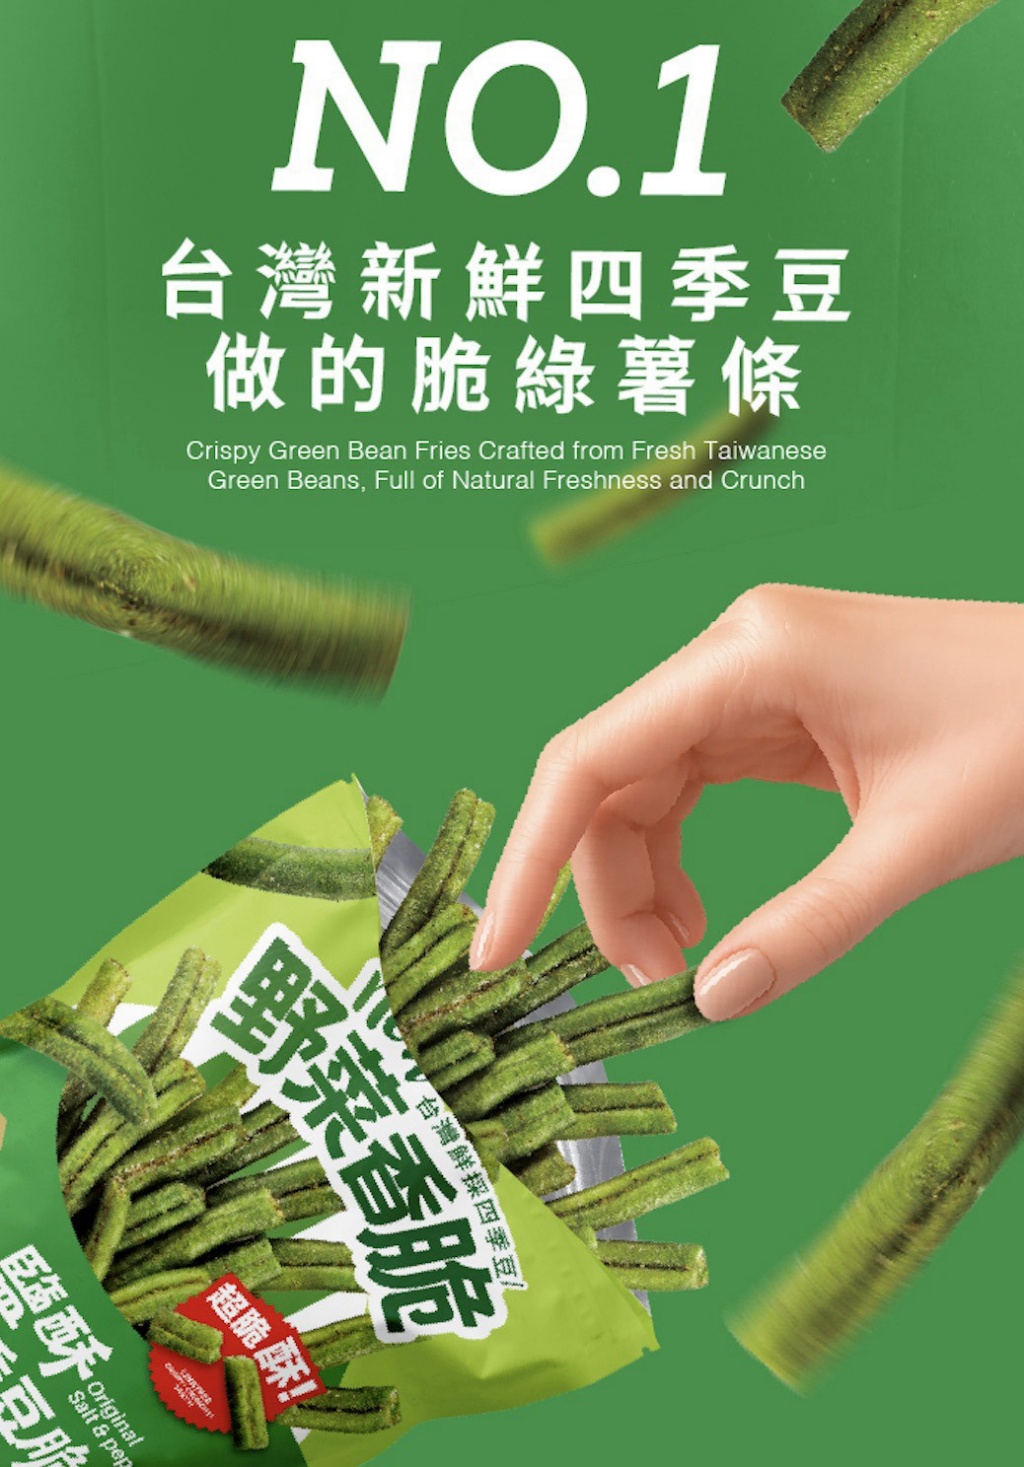 NO.1
台灣新鮮四季豆
做的脆綠薯條
Crispy Green Bean Fries Crafted from Fresh Taiwanese
Green Beans, Full of Natural Freshness and Crunch
野菜香脆
台灣鮮採四季豆!
超脆酥!
鹽酥
豆脆
Original
Salt & pep